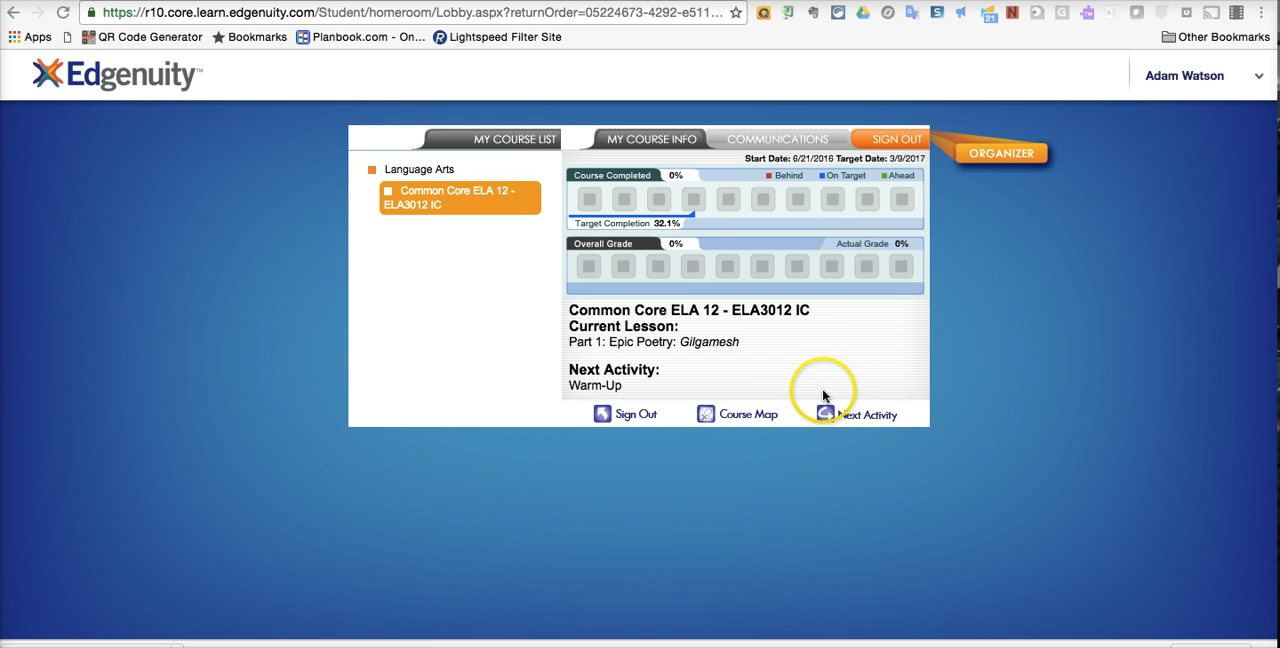 https://r10.core.learn.edgenuity.com/Student/homeroom/Lobby.aspx?returnOrder=05224673-4292-e511...
21
Apps QR Code Generator Bookmarks Planbook.com - On... Lightspeed Filter Site Other Bookmarks
Edgenuity™ Adam Watson
MY COURSE LIST MY COURSE INFO COMMUNICATIONS SIGN OUT
ORGANIZER
Start Date: 6/21/2016 Target Date: 3/9/2017
Language Arts
Common Core ELA 12 -
ELA3012 IC
Course Completed 0% Behind On Target Ahead
Target Completion 32.1%
Overall Grade 0% Actual Grade 0%
Common Core ELA 12 - ELA3012 IC
Current Lesson:
Part 1: Epic Poetry: Gilgamesh
Next Activity:
Warm-Up
Sign Out Course Map Next Activity